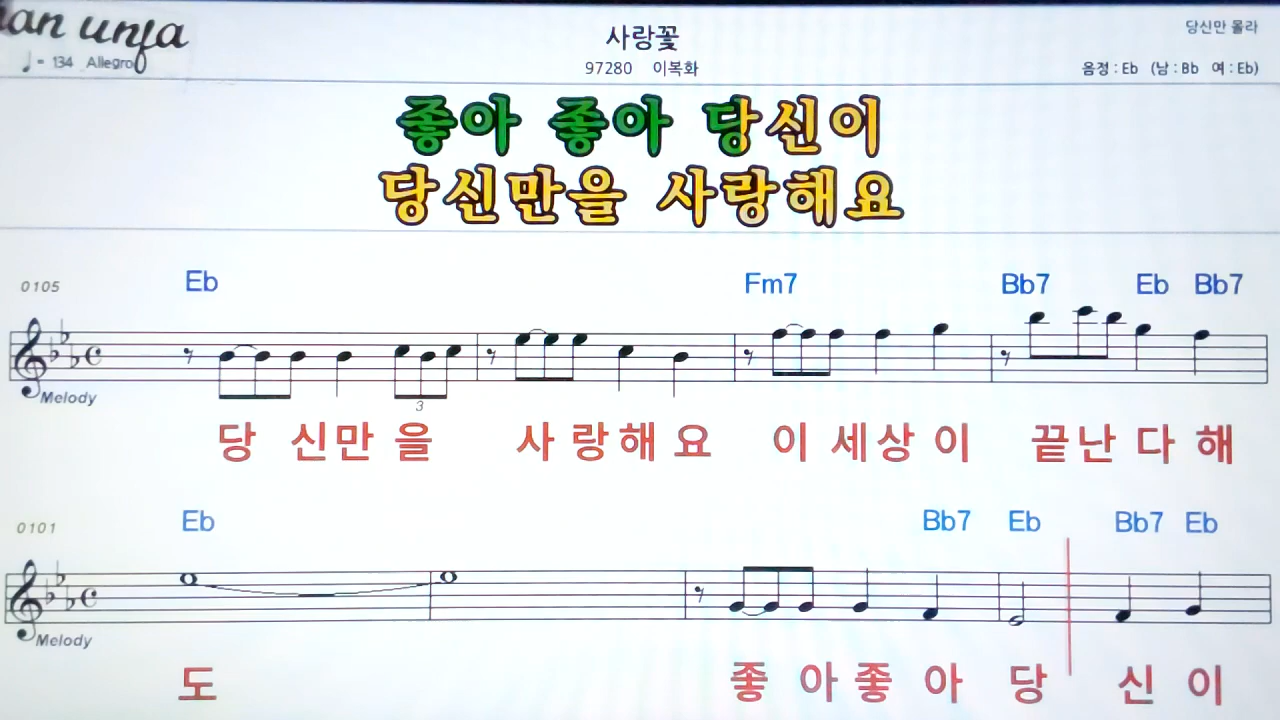 an unja
사랑꽃
당신만 몰라
♩= 134 Allegro
97280 이복화
음정 : Eb (남 : Bb 여 : Eb)
좋아 좋아 당신이
당신만을 사랑해요
0105 Eb Fm7 Bb7 Eb Bb7
3
Melody
당 신만 을 사 랑해 요 이 세상 이 끝난 다 해
0101 Eb Bb7 Eb Bb7 Eb
Melody
도 좋 아 좋 아 당 신 이